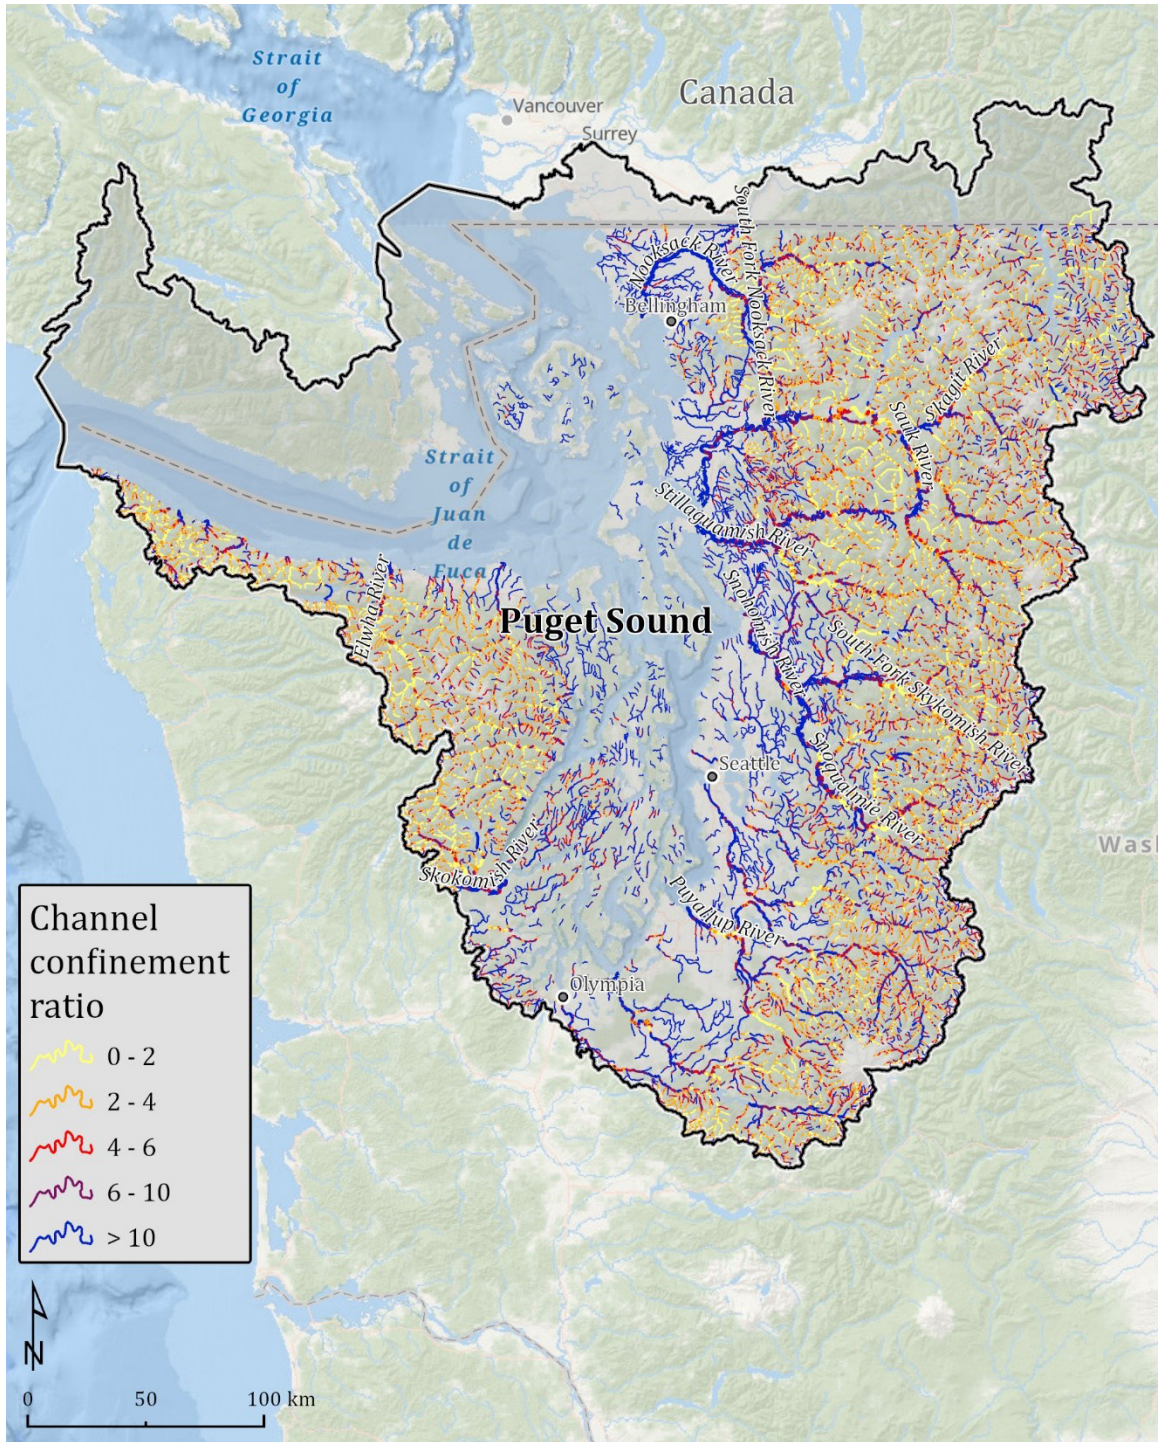 Strait
of
Georgia
Canada
Vancouver
Surrey
Nooksack River
South Fork Nooksack River
Bellingham
Skagit River
Sauk River
Strait
of
Juan
de
Fuca
Stillaguamish River
Elwha River
Puget Sound
Snohomish River
South Fork Skykomish River
Snoqualmie River
Seattle
Wash
Skokomish River
Puyallup River
Olympia
Channel
confinement
ratio
0 - 2
2 - 4
4 - 6
6 - 10
> 10
N
0 50 100 km